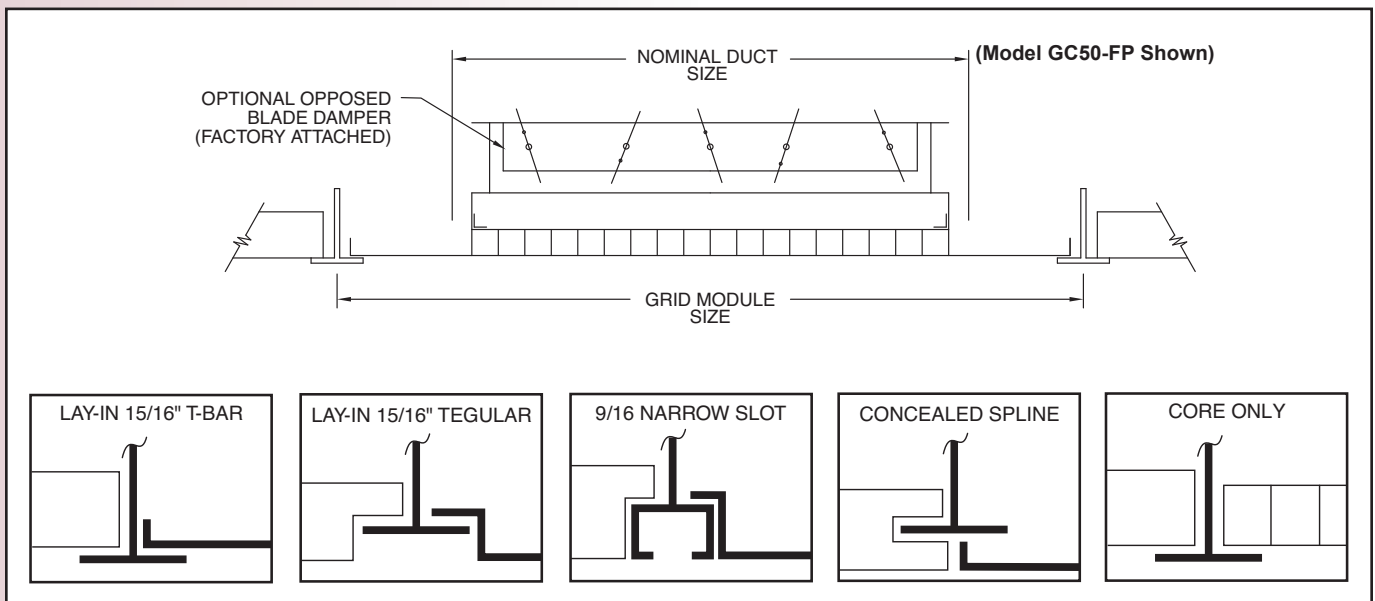 NOMINAL DUCT
SIZE
(Model GC50-FP Shown)
OPTIONAL OPPOSED
BLADE DAMPER
(FACTORY ATTACHED)
GRID MODULE
SIZE
LAY-IN 15/16" T-BAR
LAY-IN 15/16" TEGULAR
9/16 NARROW SLOT
CONCEALED SPLINE
CORE ONLY